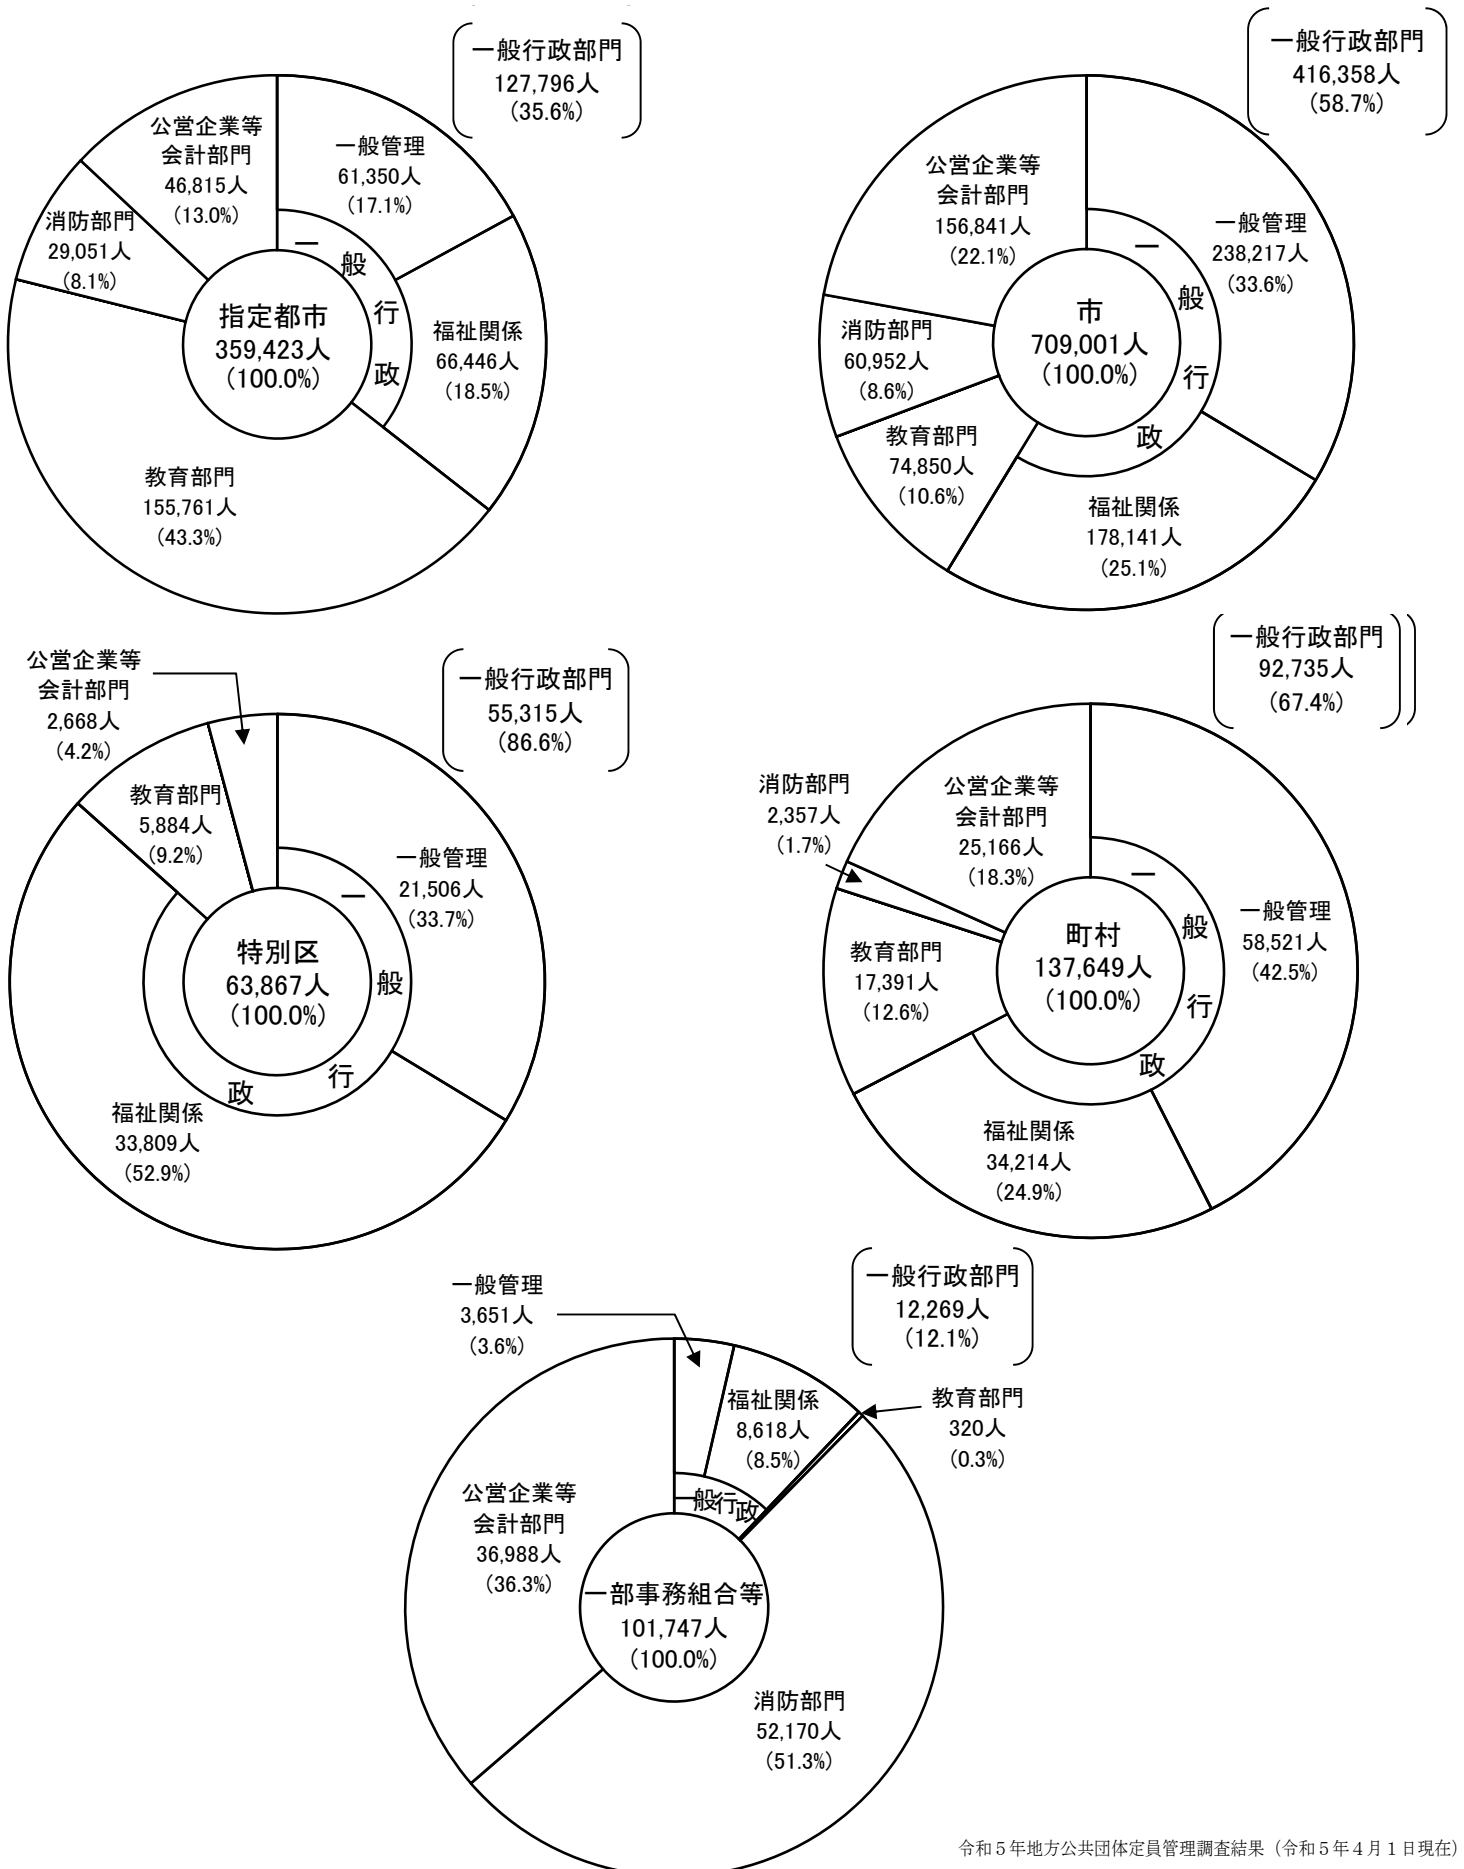 一般行政部門
127,796人
(35.6%)
公営企業等
会計部門
46,815人
(13.0%)
一般管理
61,350人
(17.1%)
消防部門
29,051人
(8.1%)
一
般
行
政
指定都市
359,423人
(100.0%)
福祉関係
66,446人
(18.5%)
教育部門
155,761人
(43.3%)
一般行政部門
416,358人
(58.7%)
公営企業等
会計部門
156,841人
(22.1%)
一般管理
238,217人
(33.6%)
一
般
行
政
市
709,001人
(100.0%)
消防部門
60,952人
(8.6%)
教育部門
74,850人
(10.6%)
福祉関係
178,141人
(25.1%)
公営企業等
会計部門
2,668人
(4.2%)
一般行政部門
55,315人
(86.6%)
教育部門
5,884人
(9.2%)
一般管理
21,506人
(33.7%)
一
般
行
政
特別区
63,867人
(100.0%)
福祉関係
33,809人
(52.9%)
一般行政部門
92,735人
(67.4%)
消防部門
2,357人
(1.7%)
公営企業等
会計部門
25,166人
(18.3%)
一般管理
58,521人
(42.5%)
一
般
行
政
町村
137,649人
(100.0%)
教育部門
17,391人
(12.6%)
福祉関係
34,214人
(24.9%)
一般管理
3,651人
(3.6%)
一般行政部門
12,269人
(12.1%)
福祉関係
8,618人
(8.5%)
教育部門
320人
(0.3%)
公営企業等
会計部門
36,988人
(36.3%)
一般行政
一部事務組合等
101,747人
(100.0%)
消防部門
52,170人
(51.3%)
令和５年地方公共団体定員管理調査結果（令和５年４月１日現在）